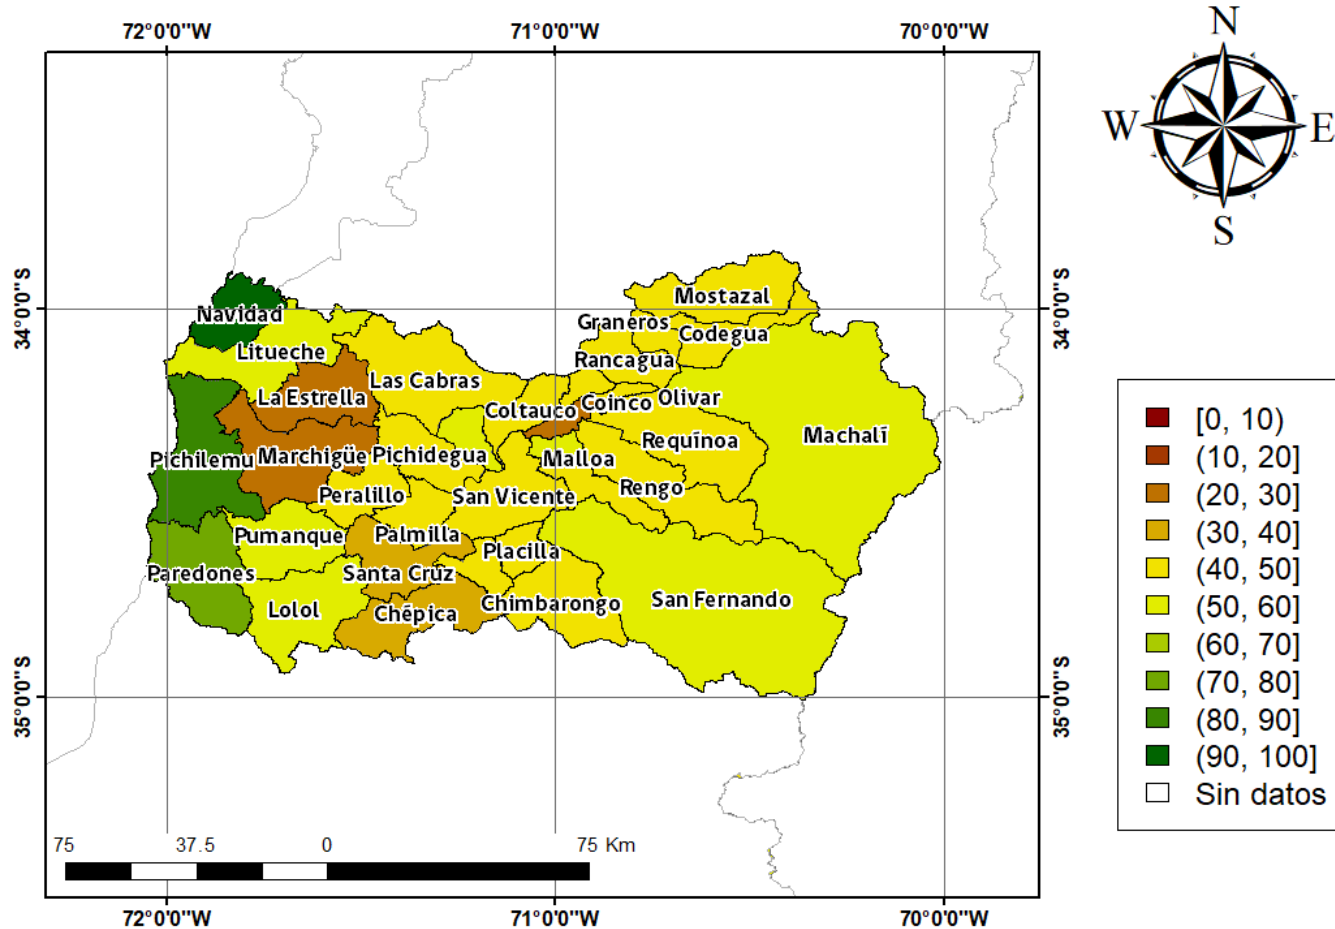 72°0'0"W 71°0'0"W 70°0'0"W
N
W E
S
34°0'0"S 34°0'0"S
35°0'0"S 35°0'0"S
Navidad
Litueche
La Estrella
Las Cabras
Mostazal
Graneros
Codegua
Rancagua
Coltauco
Coinco
Olivar
Requínoa
Machalí
Pichilemu
Marchigüe
Pichidegua
Malloa
Peralillo
San Vicente
Rengo
Pumanque
Palmilla
Placilla
Paredones
Santa Cruz
Lolol
Chépica
Chimbarongo
San Fernando
[0, 10)
(10, 20]
(20, 30]
(30, 40]
(40, 50]
(50, 60]
(60, 70]
(70, 80]
(80, 90]
(90, 100]
Sin datos
75 37.5 0 75 Km
72°0'0"W 71°0'0"W 70°0'0"W